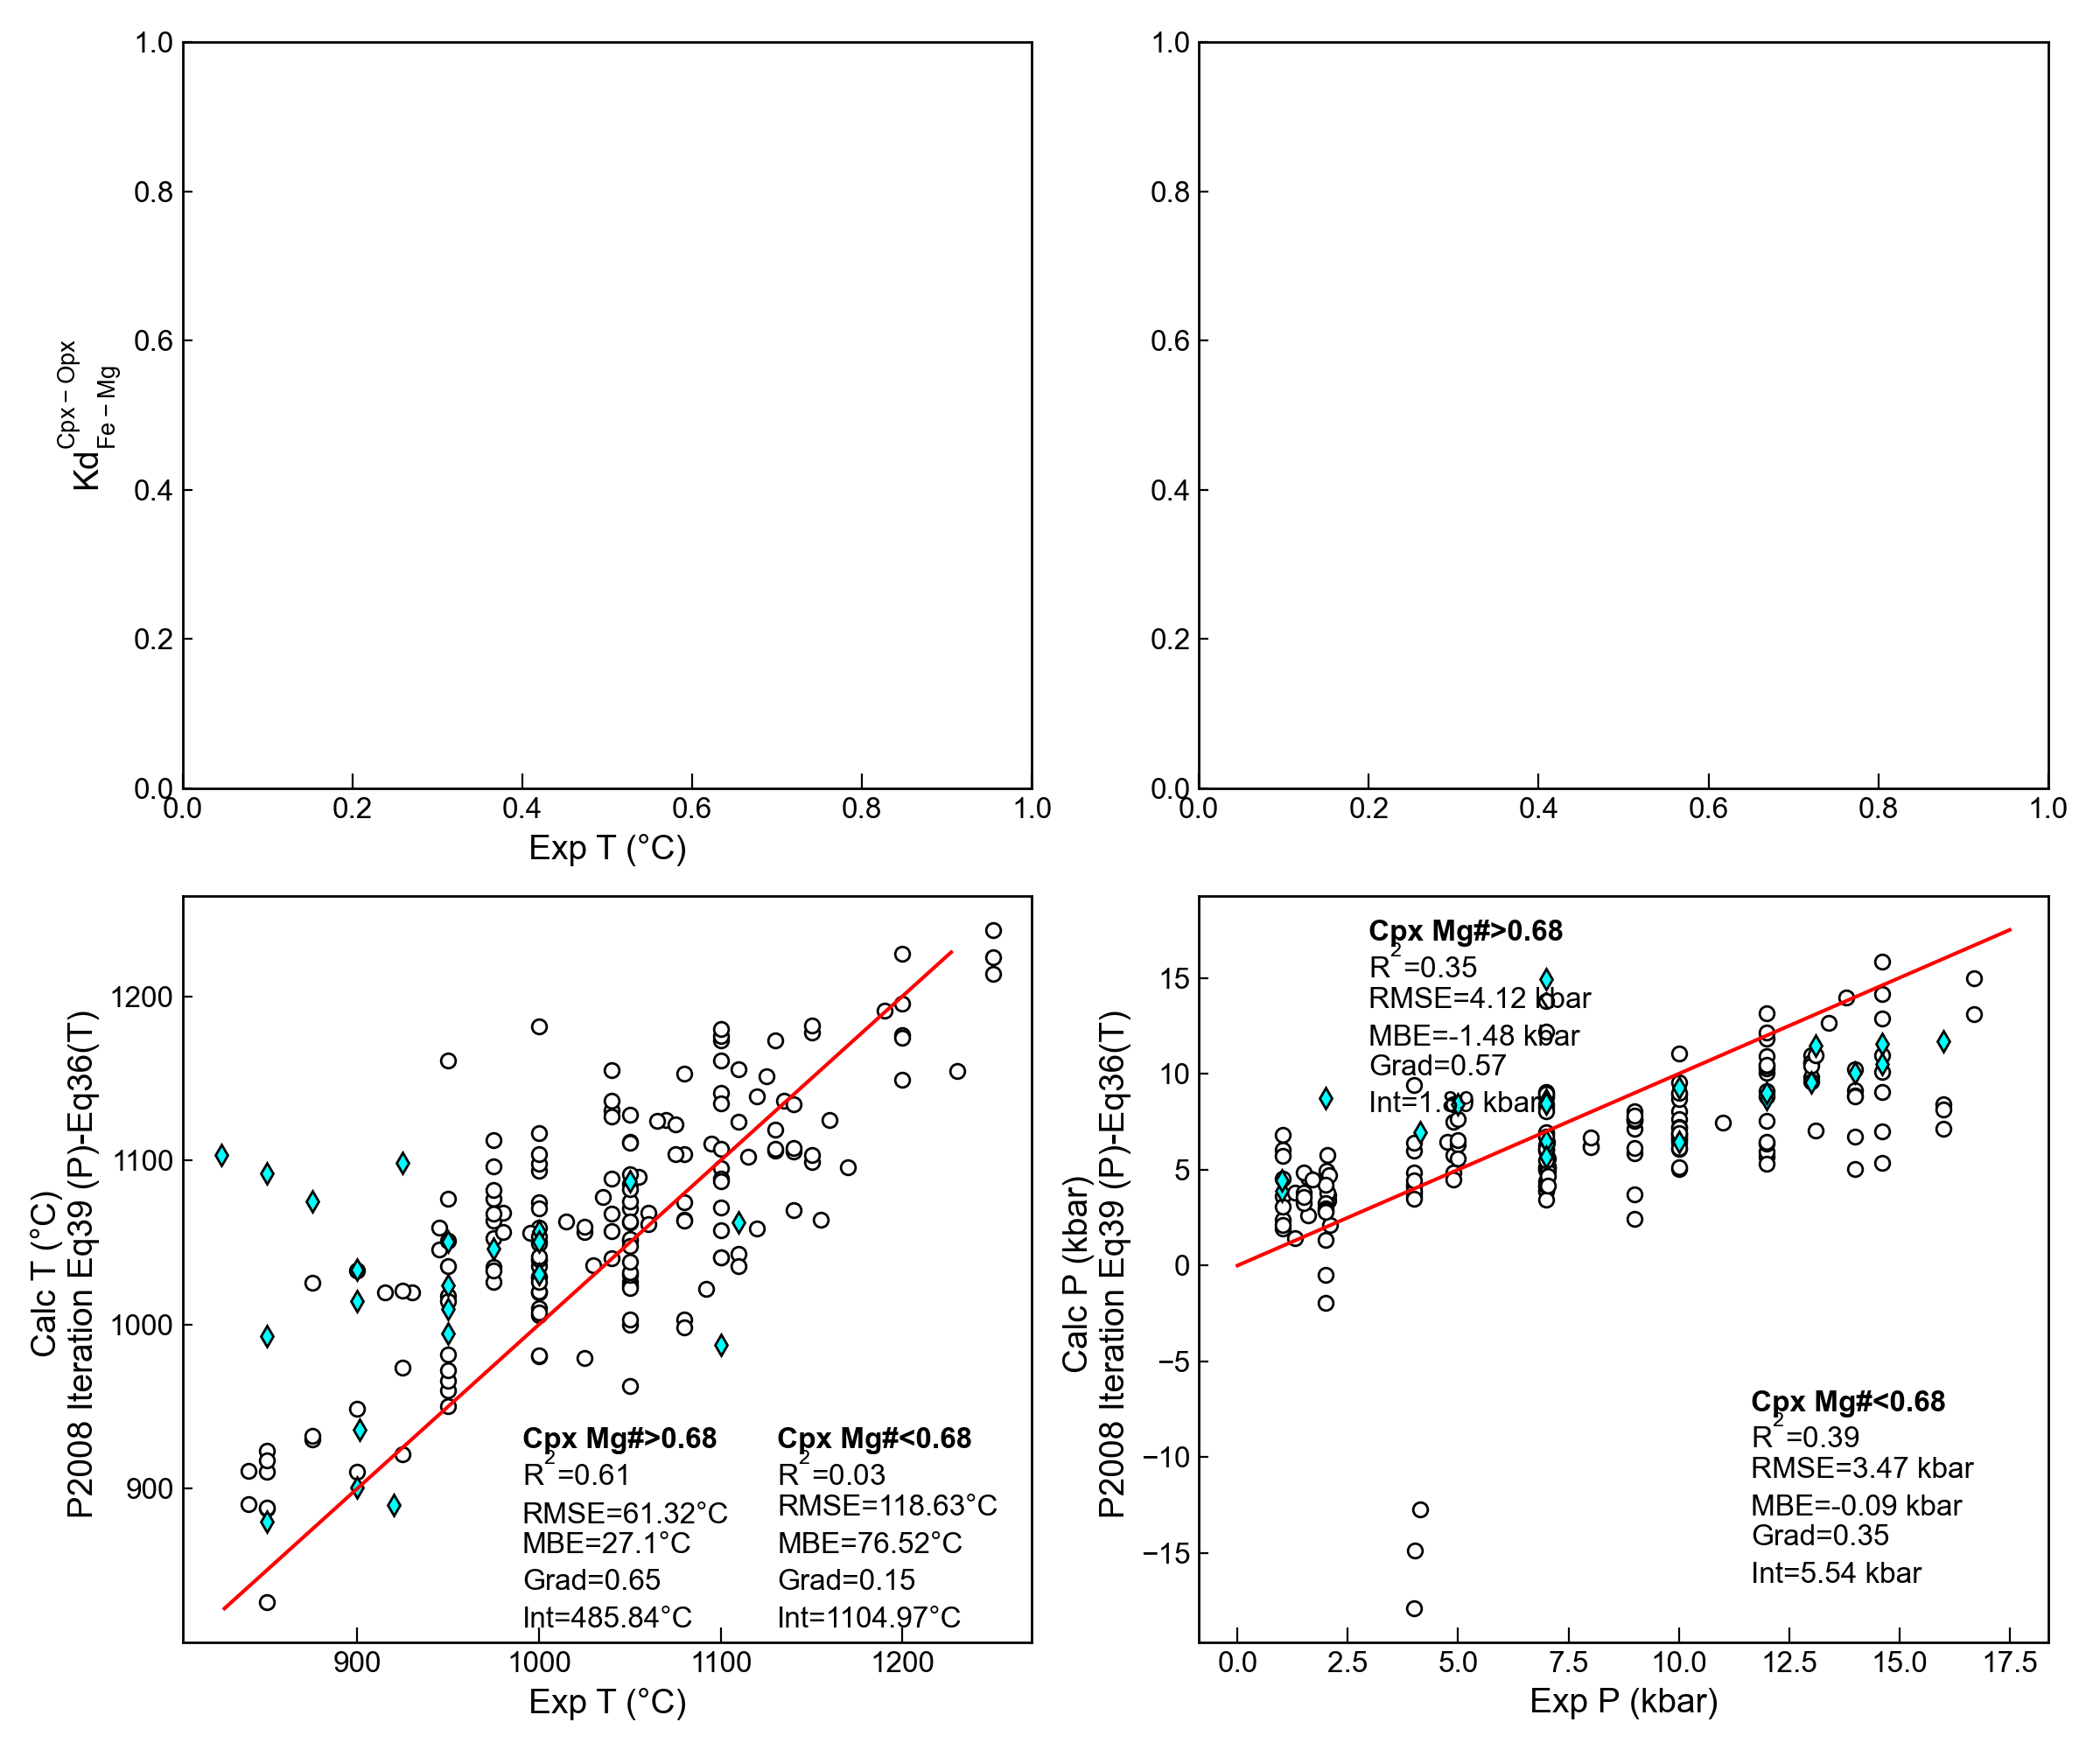 1.0
0.8
0.6
0.4
0.2
0.0
0.0 0.2 0.4 0.6 0.8 1.0
Kd Cpx−Opx Fe−Mg
Exp T (°C)
1.0
0.8
0.6
0.4
0.2
0.0
0.0 0.2 0.4 0.6 0.8 1.0
Calc T (°C)
P2008 Iteration Eq39 (P)-Eq36(T)
1200
1100
1000
900
Cpx Mg#>0.68
R²=0.61
RMSE=61.32°C
MBE=27.1°C
Grad=0.65
Int=485.84°C
Cpx Mg#<0.68
R²=0.03
RMSE=118.63°C
MBE=76.52°C
Grad=0.15
Int=1104.97°C
900 1000 1100 1200
Exp T (°C)
Calc P (kbar)
P2008 Iteration Eq39 (P)-Eq36(T)
15
10
5
0
−5
−10
−15
Cpx Mg#>0.68
R²=0.35
RMSE=4.12 kbar
MBE=-1.48 kbar
Grad=0.57
kbar
Cpx Mg#<0.68
R²=0.39
RMSE=3.47 kbar
MBE=-0.09 kbar
Grad=0.35
Int=5.54 kbar
0.0 2.5 5.0 7.5 10.0 12.5 15.0 17.5
Exp P (kbar)